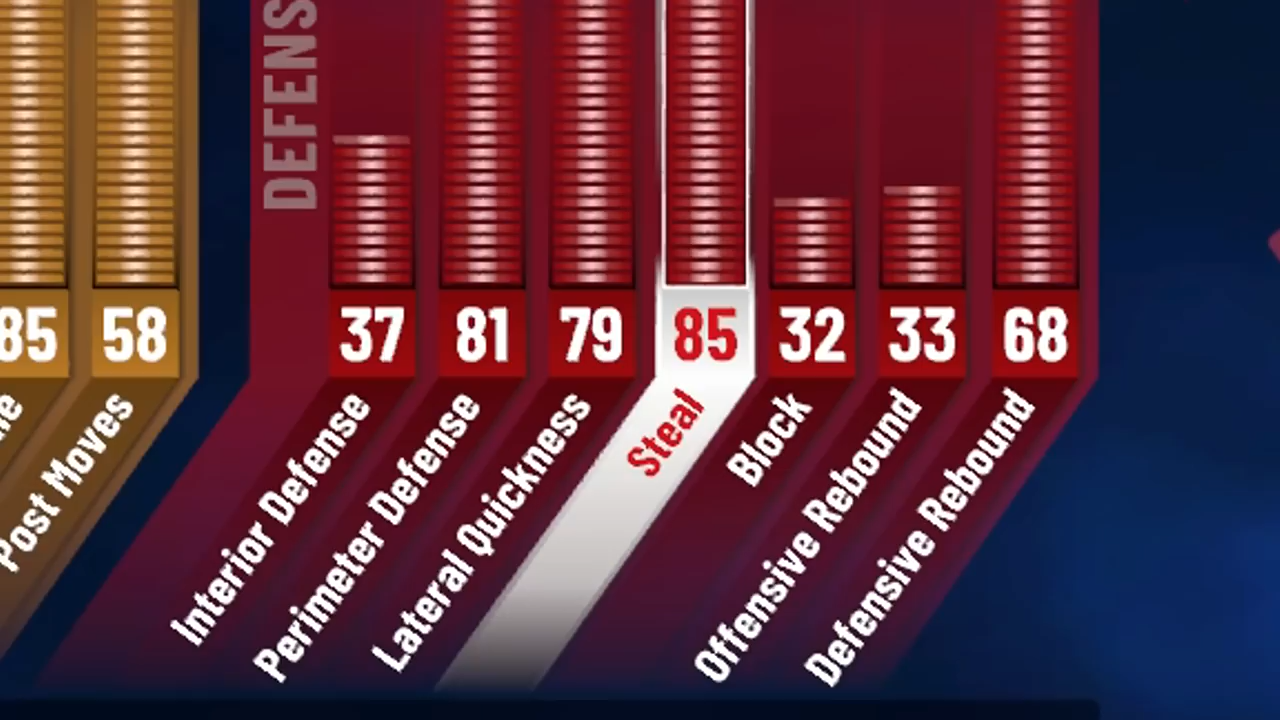 DEFENS
85
58
37
81
79
85
32
33
68
Post Moves
Interior Defense
Perimeter Defense
Lateral Quickness
Steal
Block
Offensive Rebound
Defensive Rebound